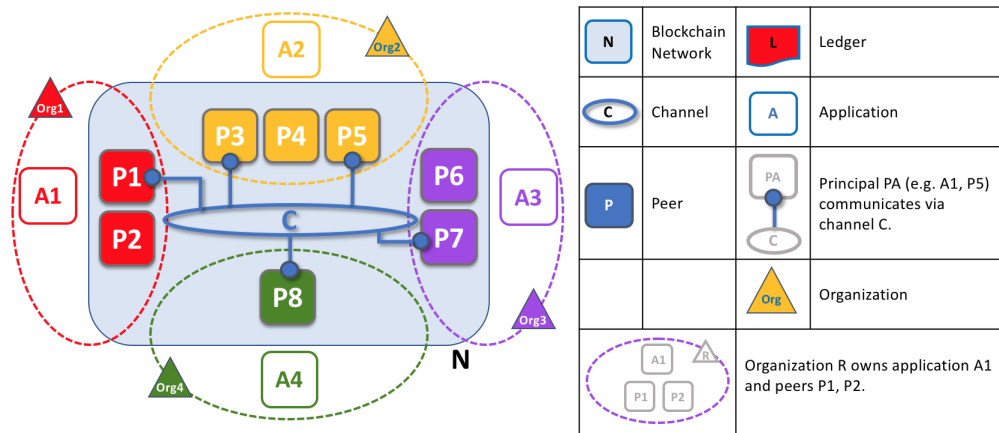 Org2
A2
Org1
P3 P4 P5
P1
P6
A1
A3
P2
C
P7
P8
Org3
N
Org4
A4
N
Blockchain
Network
L
Ledger
C
Channel
A
Application
P
Peer
PA
C
Principal PA (e.g. A1, P5)
communicates via
channel C.
Org
Organization
A1
R
P1 P2
Organization R owns application A1
and peers P1, P2.